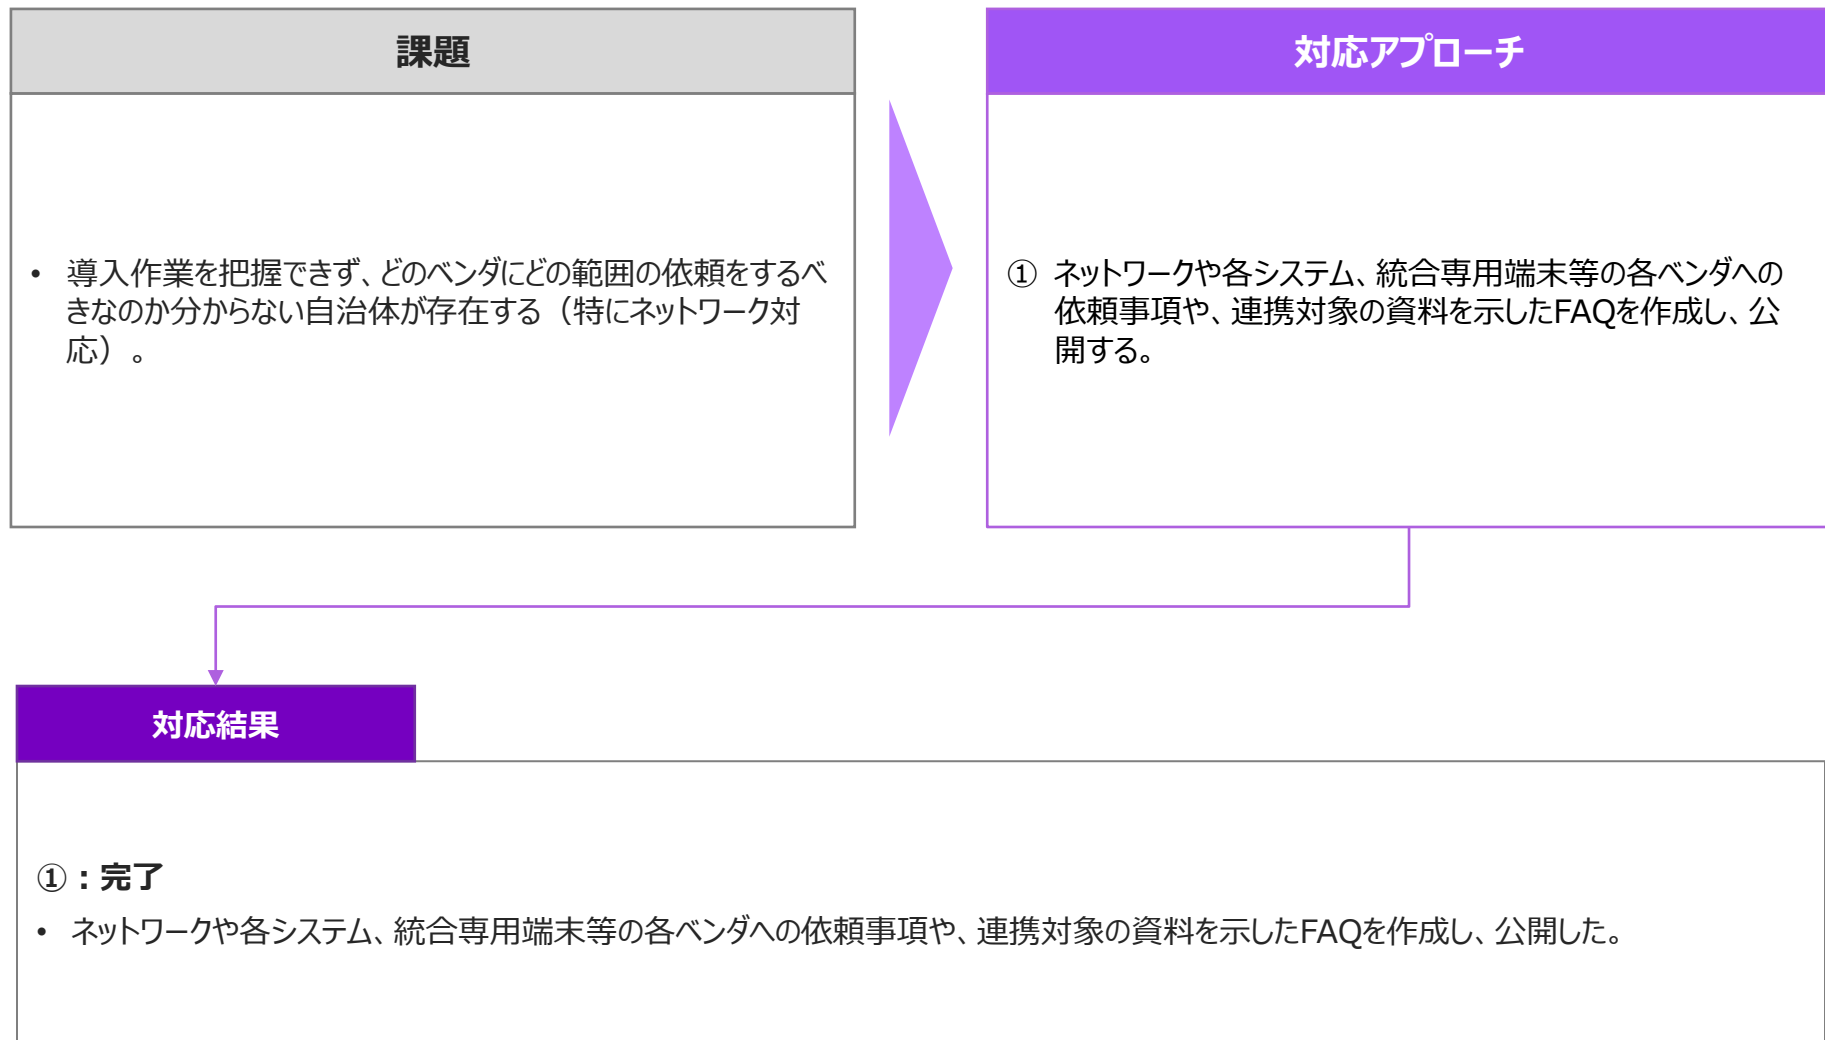 課題
• 導入作業を把握できず、どのベンダにどの範囲の依頼をするべ
きなのか分からない自治体が存在する（特にネットワーク対
応）。
対応アプローチ
① ネットワークや各システム、統合専用端末等の各ベンダへの
依頼事項や、連携対象の資料を示したFAQを作成し、公
開する。
対応結果
①：完了
• ネットワークや各システム、統合専用端末等の各ベンダへの依頼事項や、連携対象の資料を示したFAQを作成し、公開した。